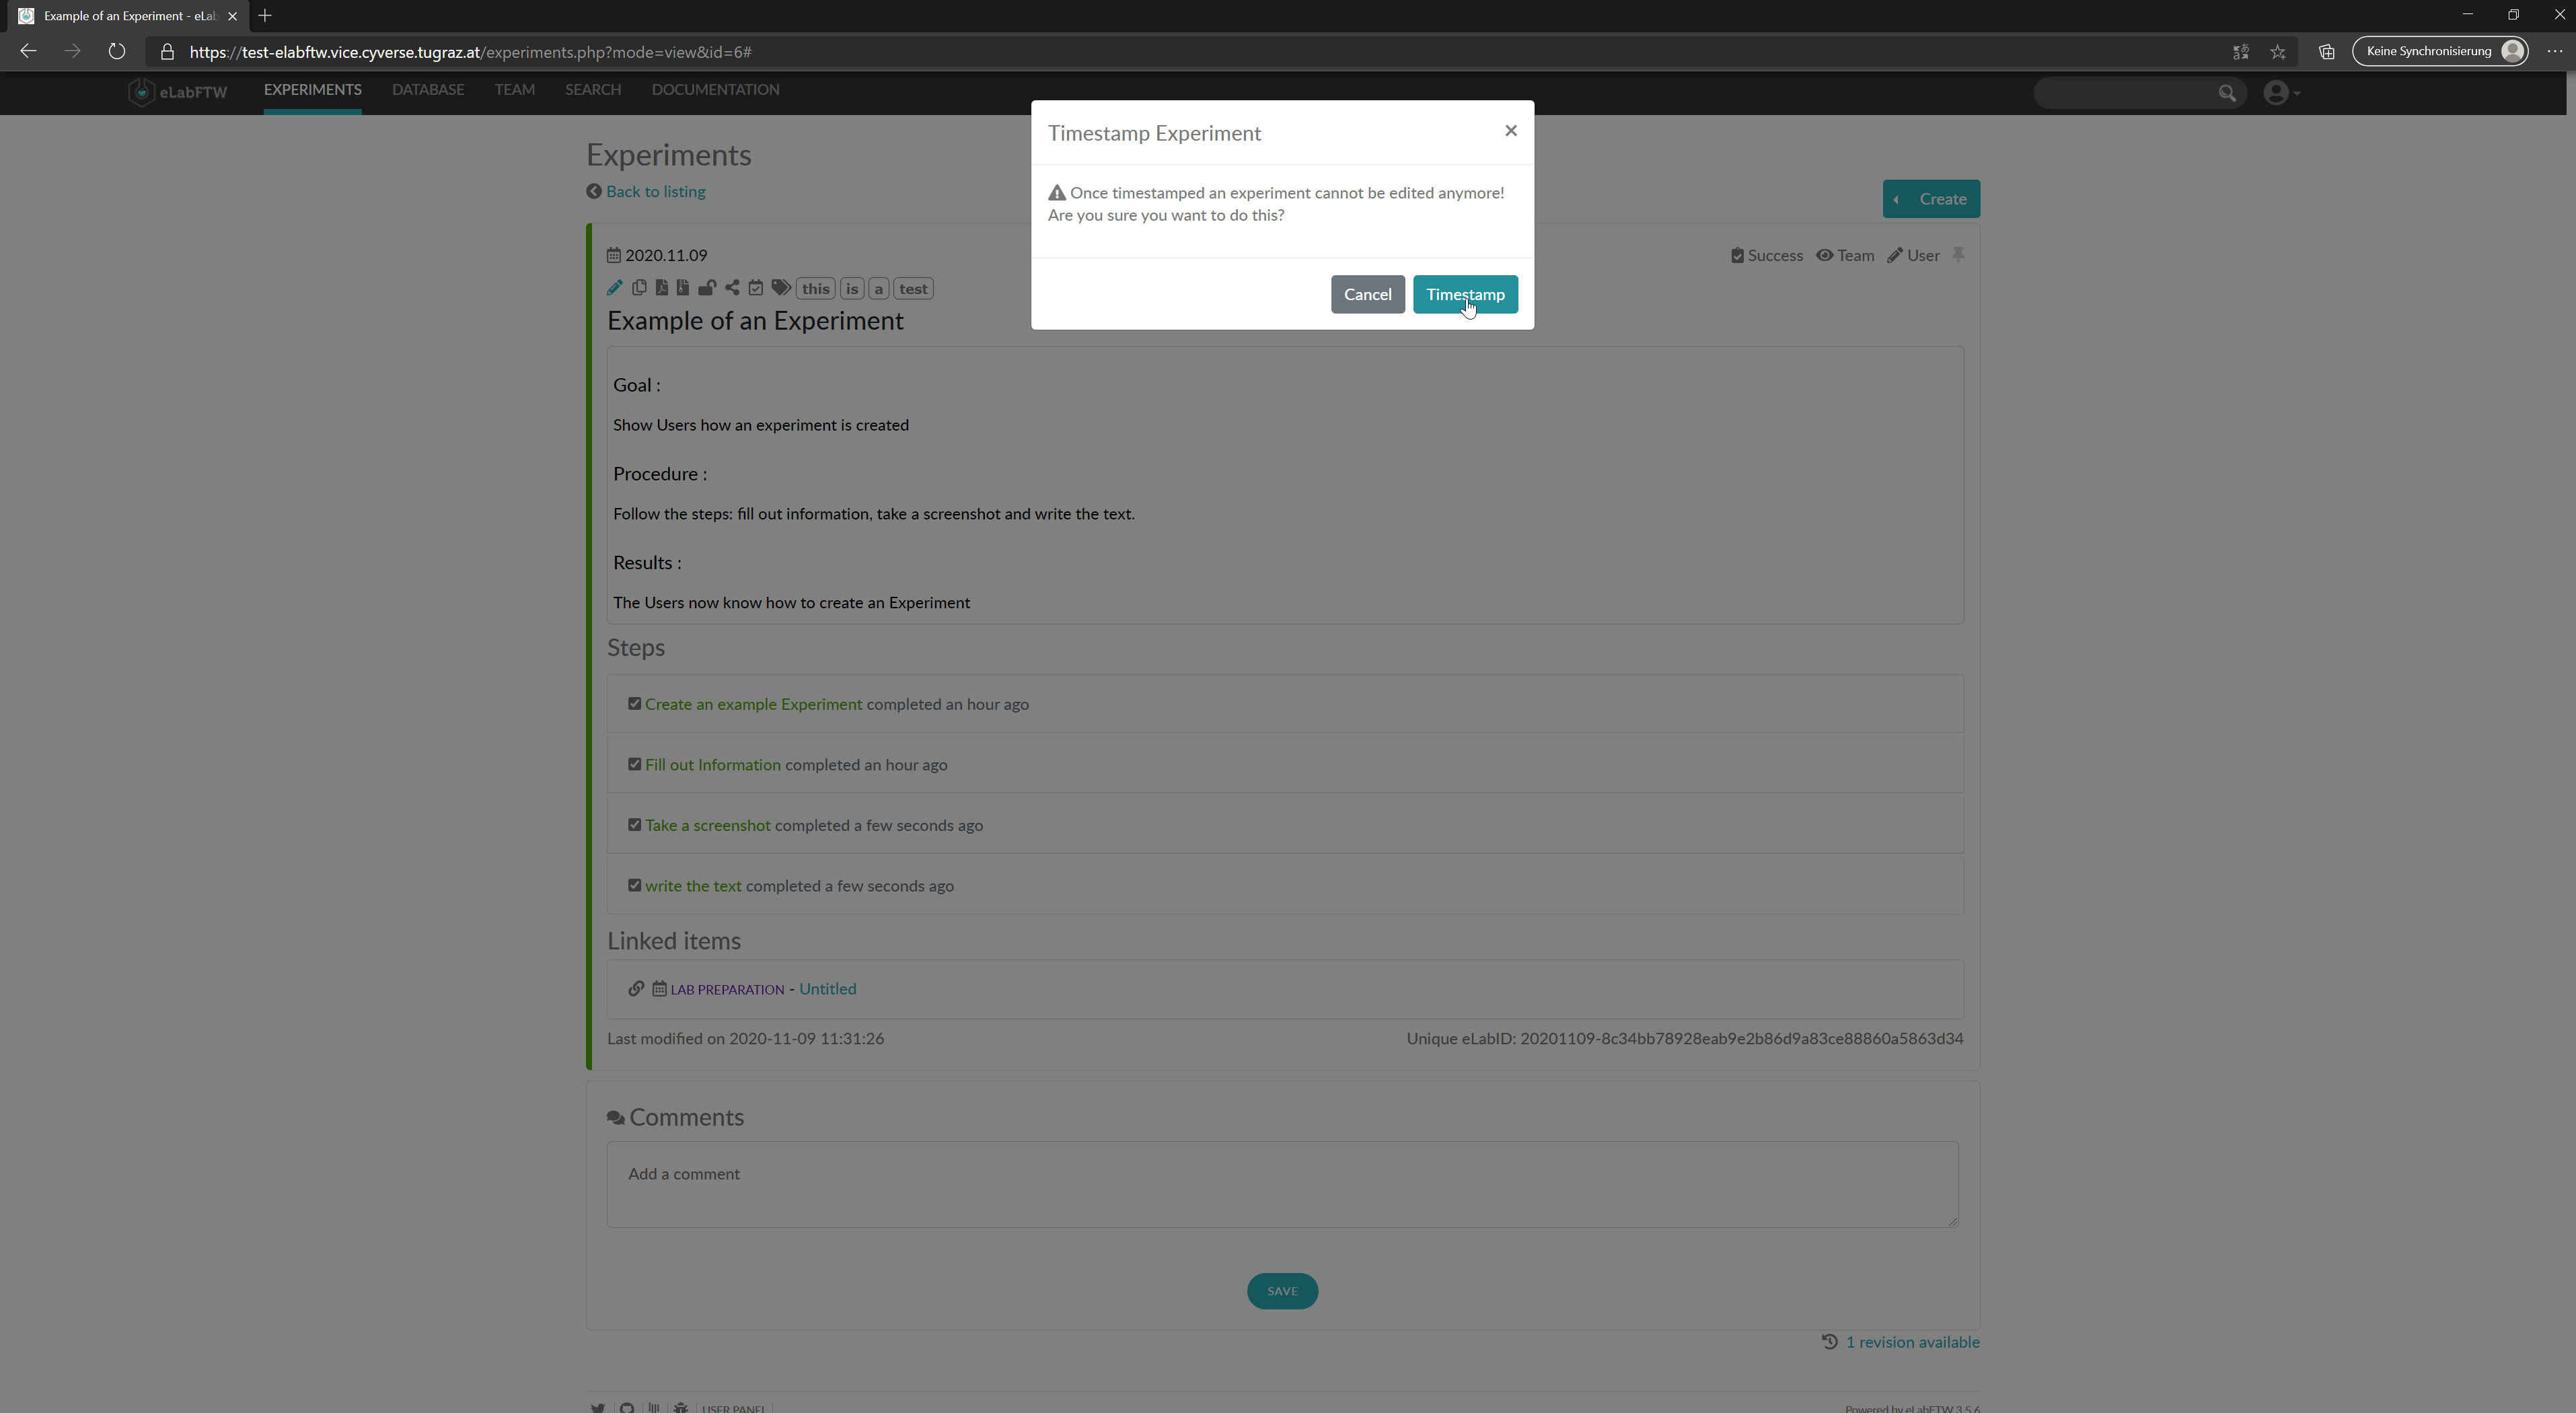 Example of an Experiment - eLab
https://test-elabftw.vice.cyverse.tugraz.at/experiments.php?mode=view&id=6#
Keine Synchronisierung
eLabFTW
EXPERIMENTS
DATABASE
TEAM
SEARCH
DOCUMENTATION
Timestamp Experiment
Once timestamped an experiment cannot be edited anymore!
Are you sure you want to do this?
Cancel
Timestamp
Experiments
Back to listing
Create
2020.11.09
Success
Team
User
this
is
a
test
Example of an Experiment
Goal :
Show Users how an experiment is created
Procedure :
Follow the steps: fill out information, take a screenshot and write the text.
Results :
The Users now know how to create an Experiment
Steps
Create an example Experiment completed an hour ago
Fill out Information completed an hour ago
Take a screenshot completed a few seconds ago
write the text completed a few seconds ago
Linked items
LAB PREPARATION - Untitled
Last modified on 2020-11-09 11:31:26
Unique eLabID: 20201109-8c34bb78928eab9e2b86d9a83ce88860a5863d34
Comments
Add a comment
SAVE
1 revision available
USER PANEL
Powered by eLabFTW 3.5.6